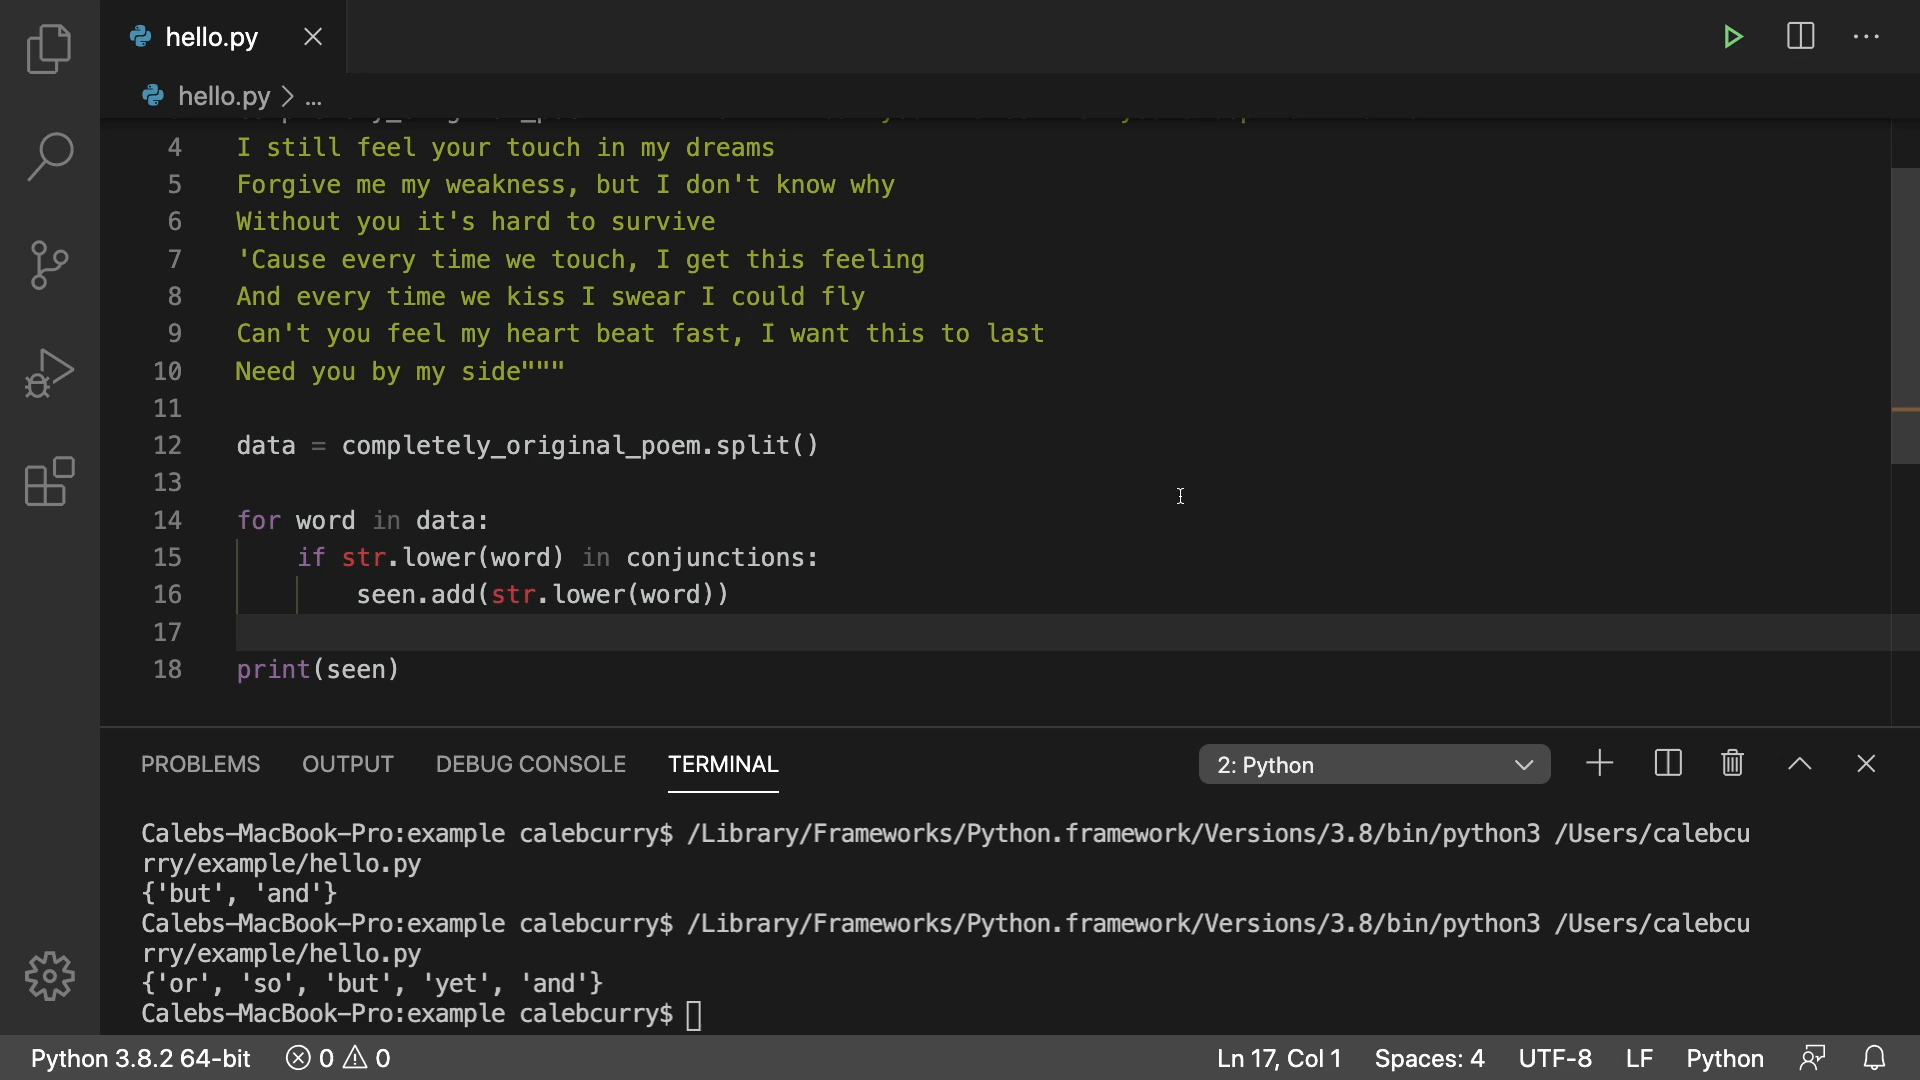 hello.py
hello.py > ...
4 I still feel your touch in my dreams
5 Forgive me my weakness, but I don't know why
6 Without you it's hard to survive
7 'Cause every time we touch, I get this feeling
8 And every time we kiss I swear I could fly
9 Can't you feel my heart beat fast, I want this to last
10 Need you by my side"""
11
12 data = completely_original_poem.split()
13
14 for word in data:
15 if str.lower(word) in conjunctions:
16 seen.add(str.lower(word))
17
18 print(seen)
PROBLEMS OUTPUT DEBUG CONSOLE TERMINAL 2: Python
Calebs-MacBook-Pro:example calebcurry$ /Library/Frameworks/Python.framework/Versions/3.8/bin/python3 /Users/calebcu
rry/example/hello.py
{'but', 'and'}
Calebs-MacBook-Pro:example calebcurry$ /Library/Frameworks/Python.framework/Versions/3.8/bin/python3 /Users/calebcu
rry/example/hello.py
{'or', 'so', 'but', 'yet', 'and'}
Calebs-MacBook-Pro:example calebcurry$
Python 3.8.2 64-bit 0 0 Ln 17, Col 1 Spaces: 4 UTF-8 LF Python